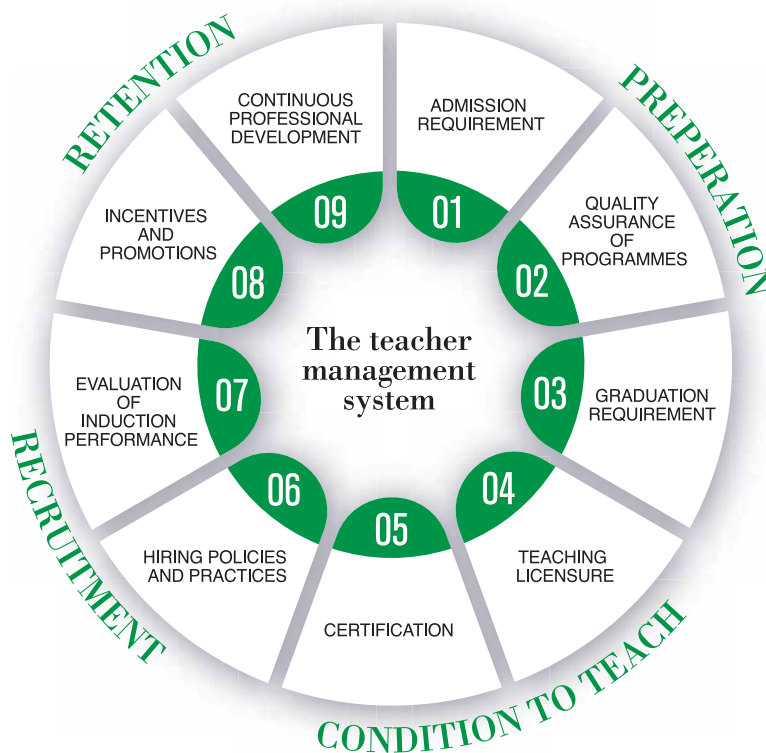 The teacher
management
system
PREPERATION
01
ADMISSION
REQUIREMENT
02
QUALITY
ASSURANCE
OF
PROGRAMMES
03
GRADUATION
REQUIREMENT
CONDITION TO TEACH
04
TEACHING
LICENSURE
05
CERTIFICATION
RECRUITMENT
06
HIRING POLICIES
AND PRACTICES
07
EVALUATION
OF
INDUCTION
PERFORMANCE
RETENTION
08
INCENTIVES
AND
PROMOTIONS
09
CONTINUOUS
PROFESSIONAL
DEVELOPMENT